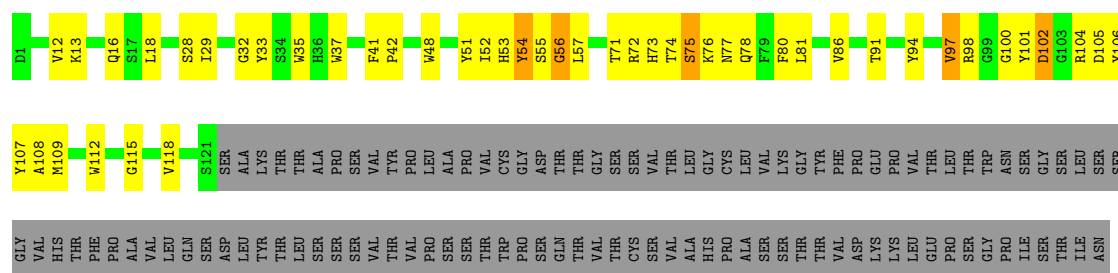 D1 V12 K13 Q16 S17 L18 S28 I29 G32 Y33 S34 W35 H36 W37 F41 P42 W48 Y51 I52 H53 Y54 S55 G56 L57 T71 R72 H73 T74 S75 K76 N77 Q78 F79 F80 L81 V86 T91 Y94 V97 R98 G99 G100 Y101 D102 G103 R104 D105 Y106
Y107 A108 M109 W112 G115 V118 S121 SER ALA LYS THR THR ALA PRO SER VAL TYR PRO LEU ALA PRO VAL CYS GLY ASP THR THR GLY SER SER VAL THR LEU GLY CYS LEU VAL LYS GLY TYR PHE PRO GLU PRO VAL THR LEU THR TRP ASN SER GLY SER LEU SER SER
GLY VAL HIS THR PHE PRO ALA VAL LEU GLN SER ASP LEU TYR THR LEU SER SER SER VAL THR VAL PRO SER SER THR TRP PRO SER GLN THR VAL THR CYS SER VAL ALA HIS PRO ALA SER SER THR THR VAL ASP LYS LYS LEU GLU PRO SER GLY PRO ILE SER THR ILE ASN